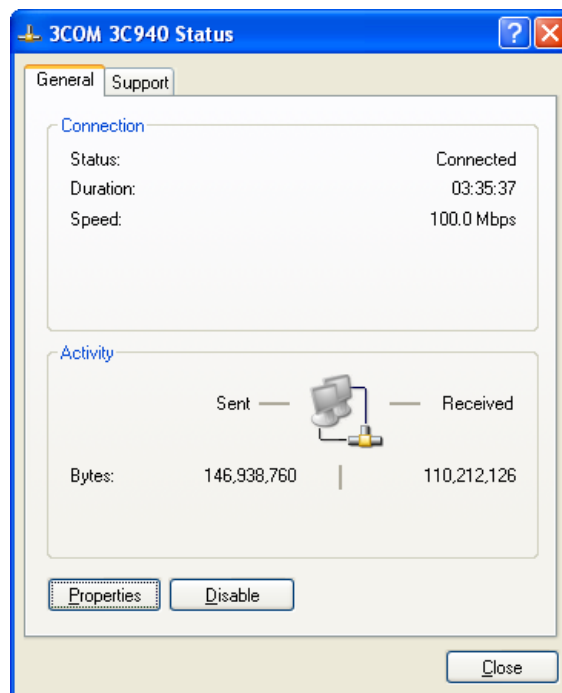 3COM 3C940 Status
General Support
Connection
Status: Connected
Duration: 03:35:37
Speed: 100.0 Mbps
Activity
Sent Received
Bytes: 146,938,760 110,212,126
Properties Disable
Close